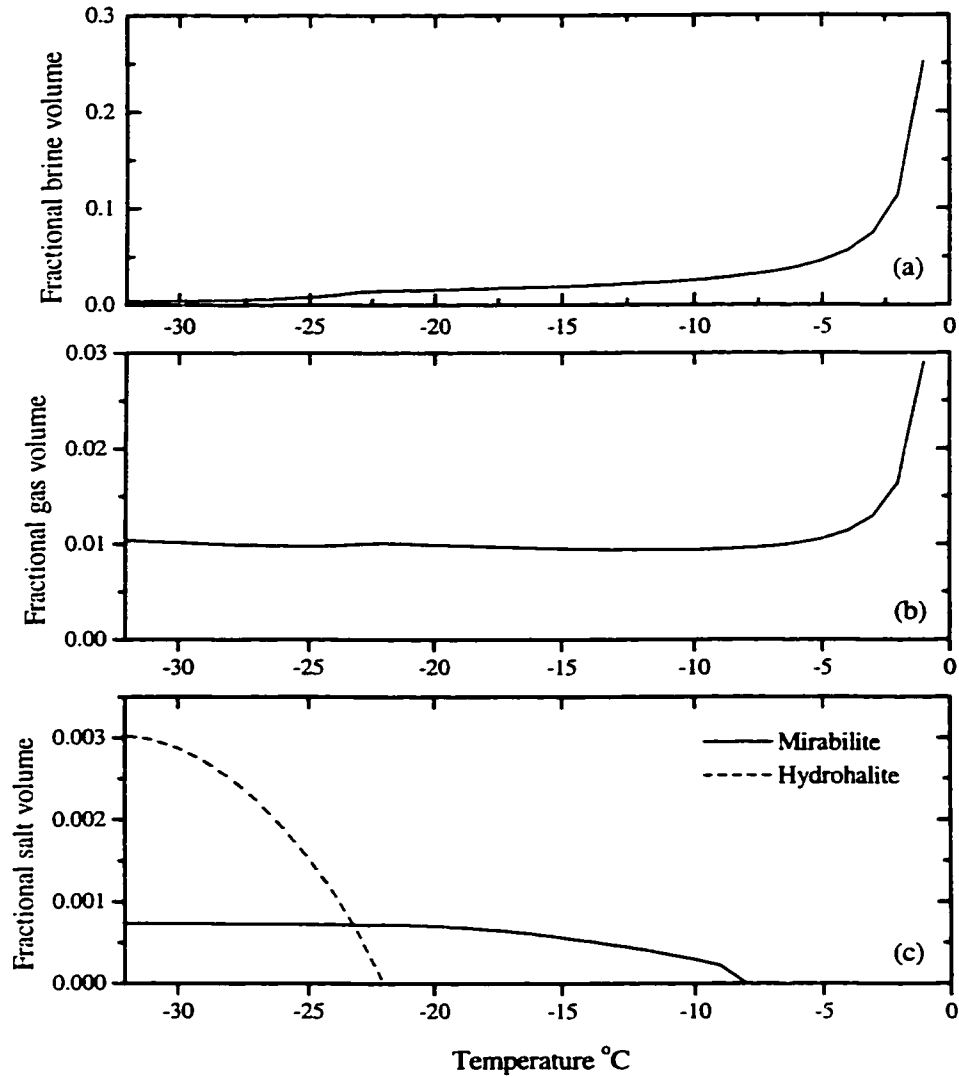 0.3
0.2
0.1
0.0
Fractional brine volume
(a)
-30 -25 -20 -15 -10 -5 0
0.03
0.02
0.01
0.00
Fractional gas volume
(b)
-30 -25 -20 -15 -10 -5 0
0.003
0.002
0.001
0.000
Fractional salt volume
Mirabilite
Hydrohalite
(c)
-30 -25 -20 -15 -10 -5 0
Temperature °C